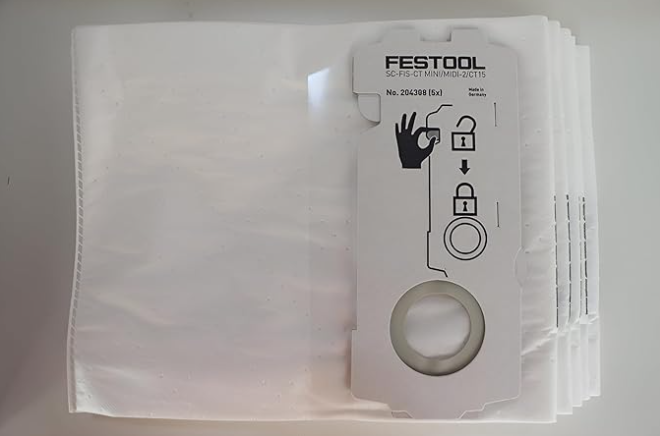 FESTOOL
SC-FIS-CT MINI/MIDI-2/CT15
No. 204308 (5x)
Made in
Germany